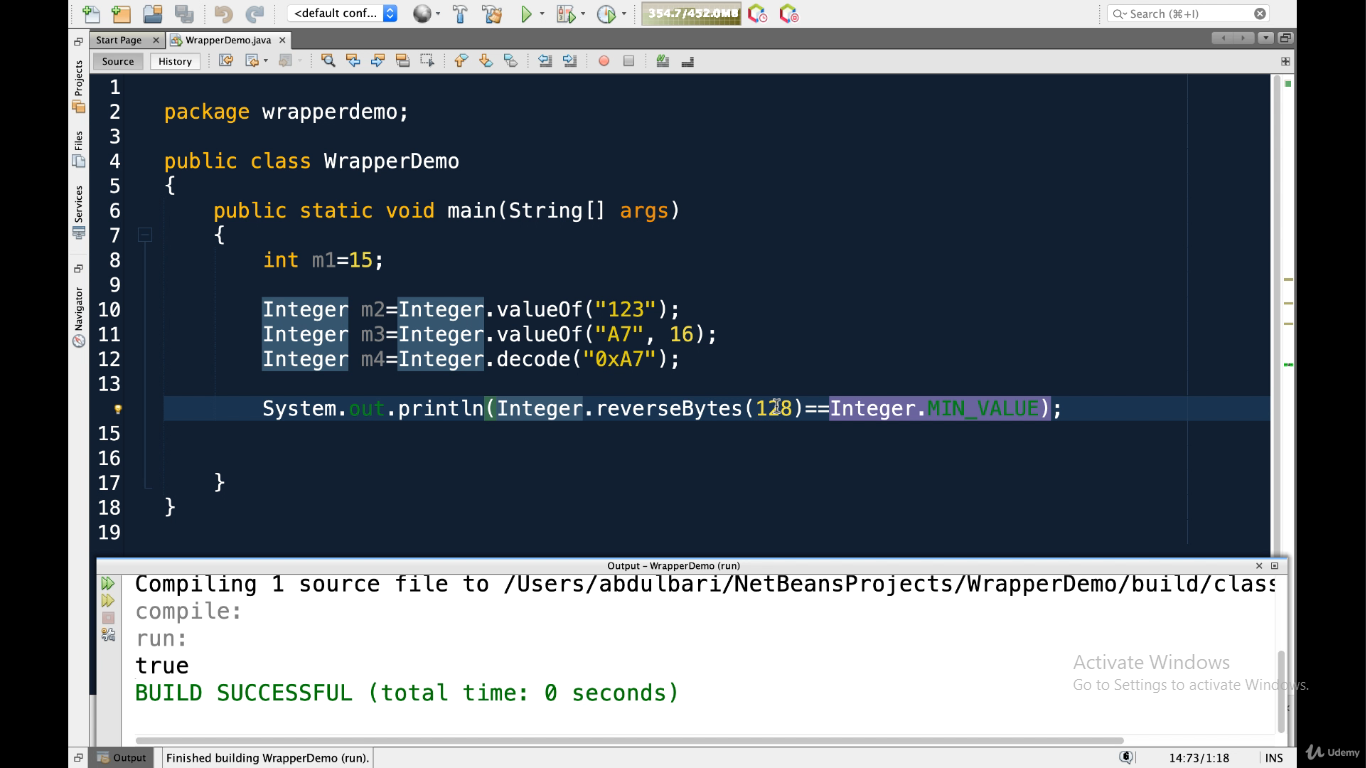 <default conf...
354.7/452.0MB
Search (⌘+I)
Start Page
WrapperDemo.java
Source
History
Projects
Files
Services
Navigator
1
2 package wrapperdemo;
3
4 public class WrapperDemo
5 {
6 public static void main(String[] args)
7 {
8 int m1=15;
9
10 Integer m2=Integer.valueOf("123");
11 Integer m3=Integer.valueOf("A7", 16);
12 Integer m4=Integer.decode("0xA7");
13
System.out.println(Integer.reverseBytes(128)==Integer.MIN_VALUE);
15
16
17 }
18 }
19
Output - WrapperDemo (run)
Compiling 1 source file to /Users/abdulbari/NetBeansProjects/WrapperDemo/build/class
compile:
run:
true
BUILD SUCCESSFUL (total time: 0 seconds)
Activate Windows
Go to Settings to activate Windows.
Output
Finished building WrapperDemo (run).
6
14:73/1:18
INS
Udemy